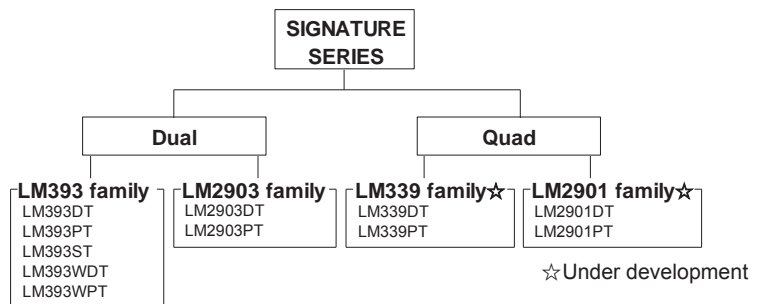 SIGNATURE
SERIES
Dual
Quad
LM393 family
LM393DT
LM393PT
LM393ST
LM393WDT
LM393WPT
LM2903 family
LM2903DT
LM2903PT
LM339 family☆
LM339DT
LM339PT
LM2901 family☆
LM2901DT
LM2901PT
☆Under development